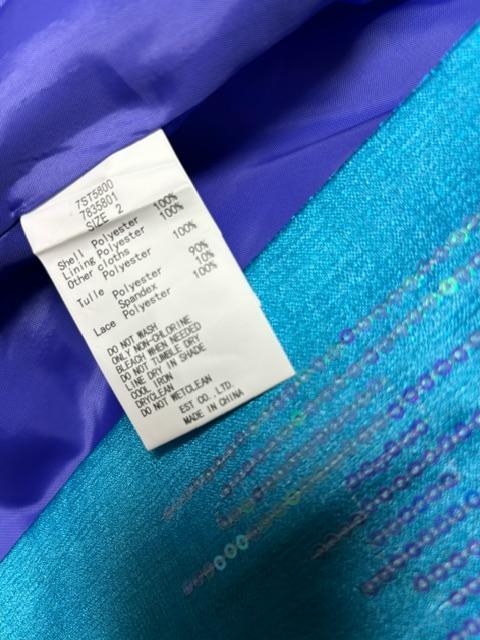 7ST5800
7835801
SIZE 2
Shell Polyester 100%
Lining Polyester 100%
Other cloths
Polyester 100%
Tulle Polyester 90%
Spandex 10%
Lace Polyester 100%
DO NOT WASH
ONLY NON-CHLORINE
BLEACH WHEN NEEDED
DO NOT TUMBLE DRY
LINE DRY IN SHADE
COOL IRON
DRYCLEAN
DO NOT WETCLEAN
EST CO.,LTD.
MADE IN CHINA